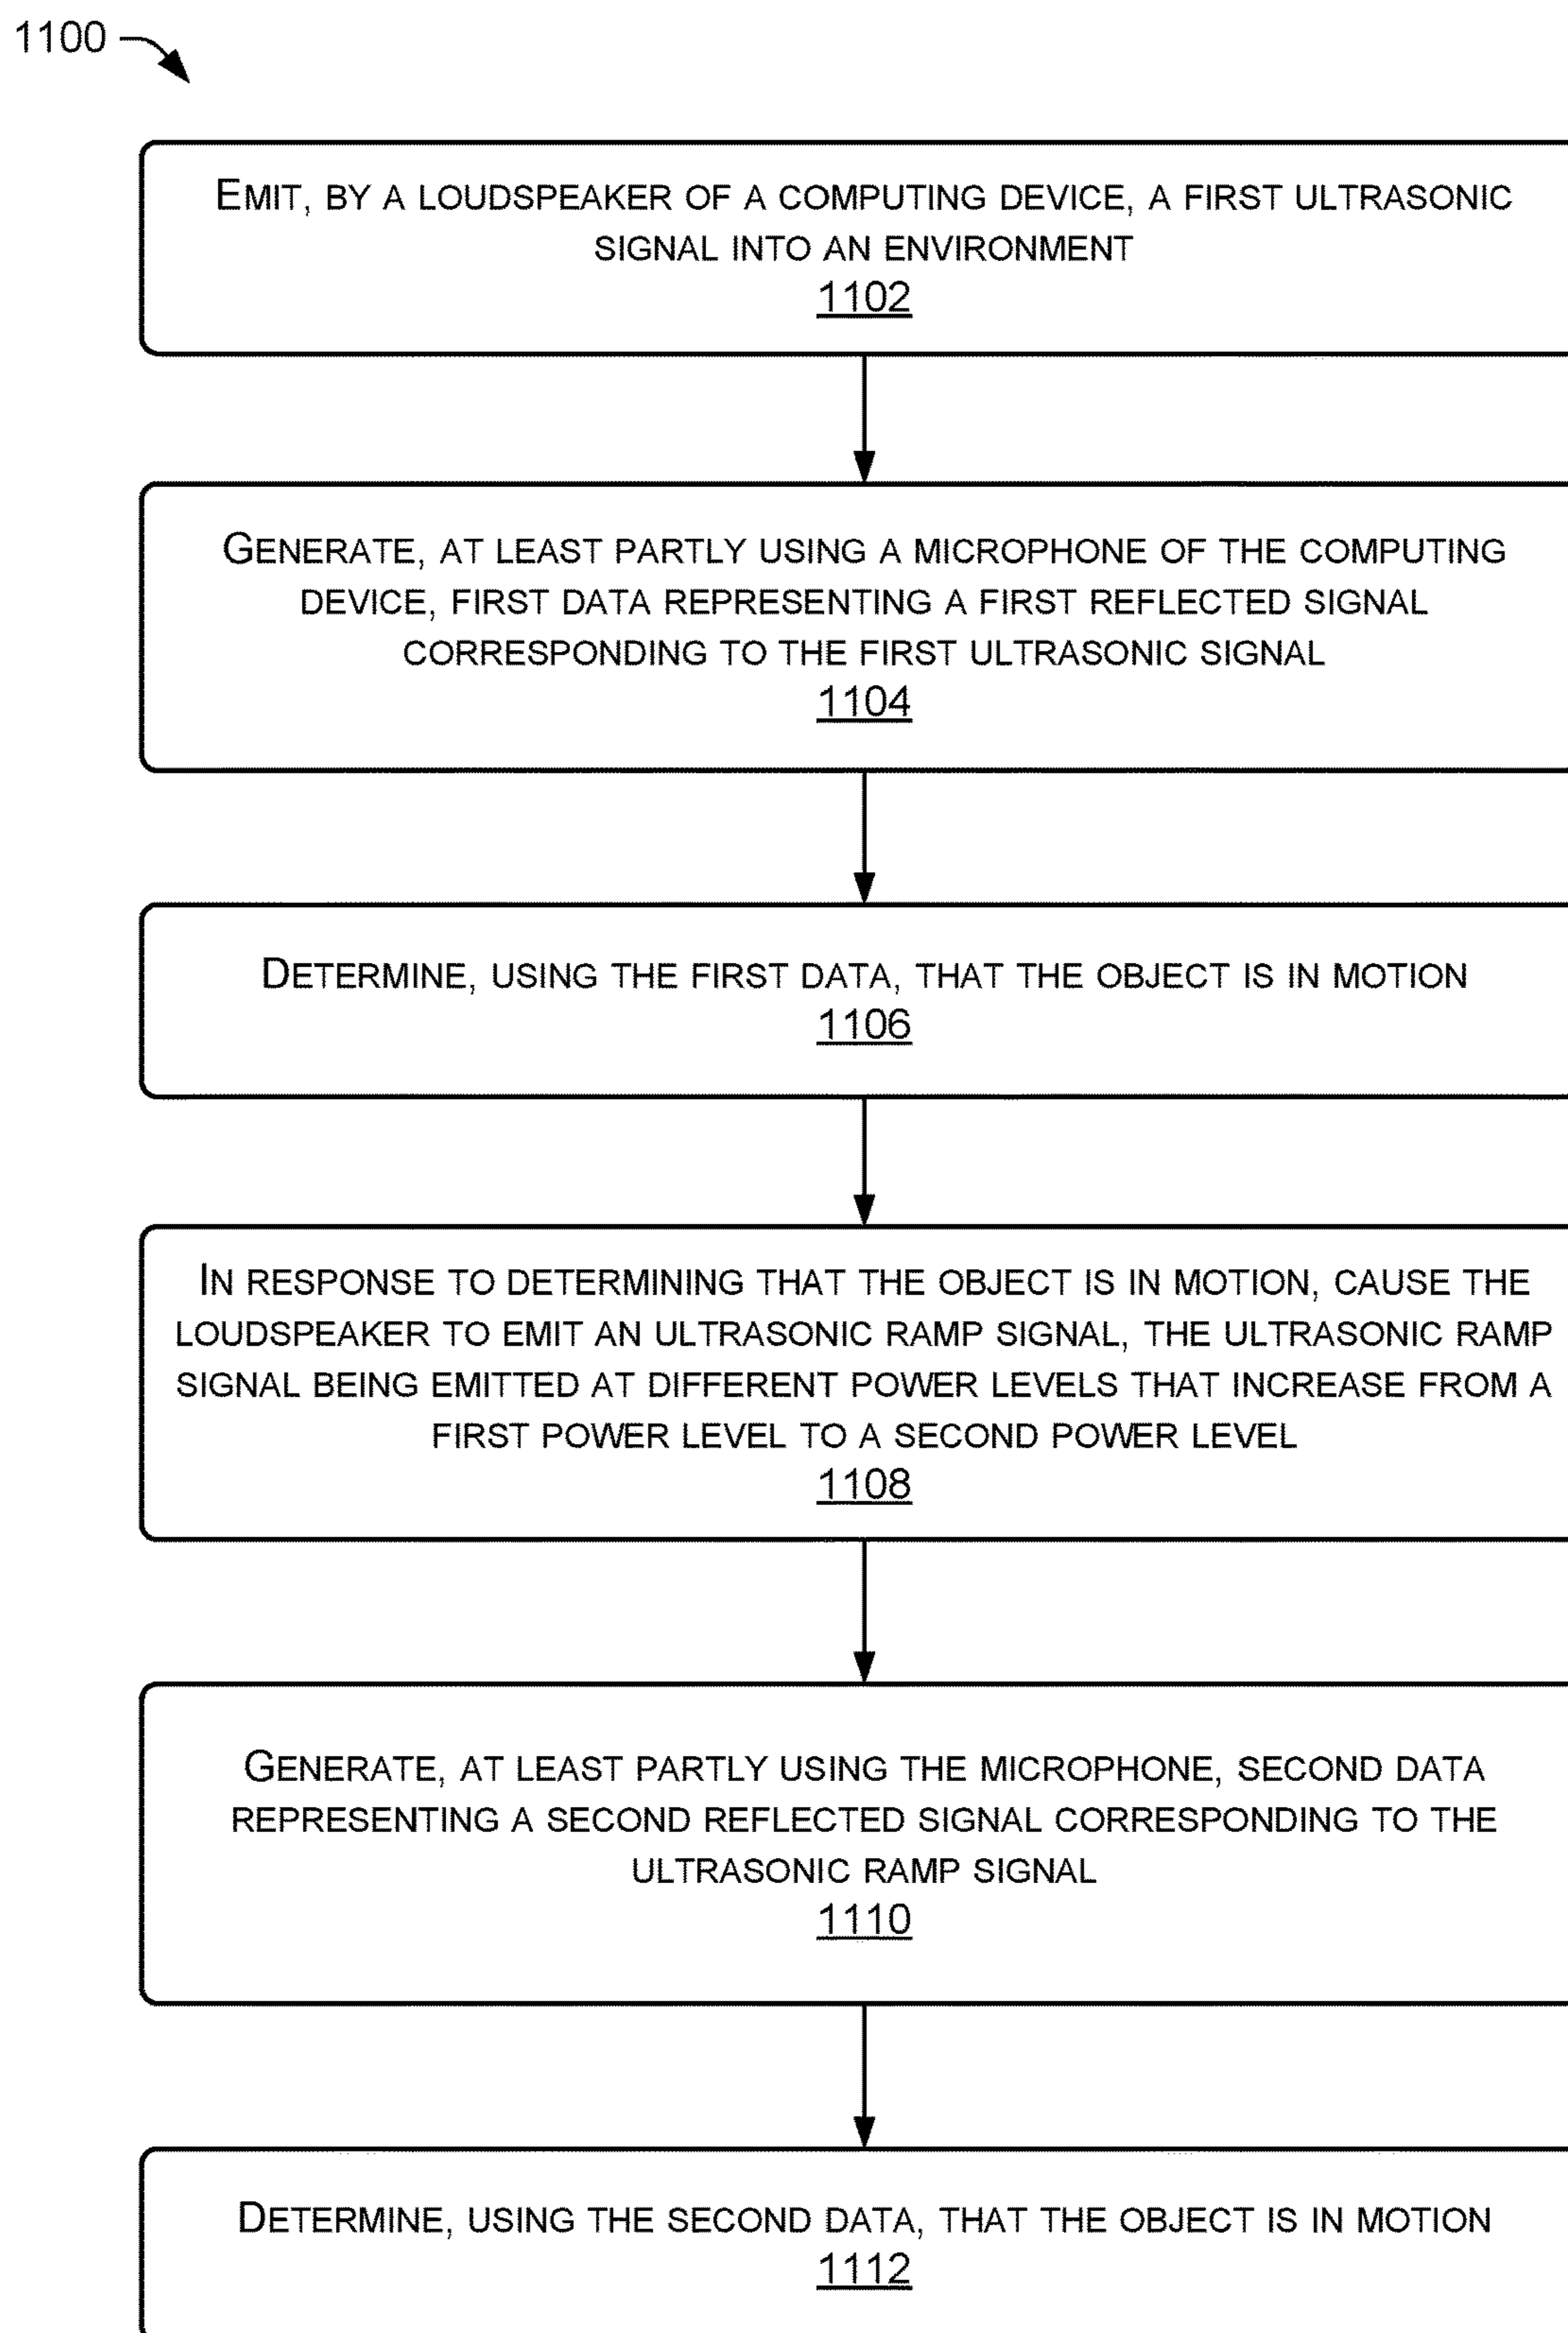 1100
EMIT, BY A LOUDSPEAKER OF A COMPUTING DEVICE, A FIRST ULTRASONIC
SIGNAL INTO AN ENVIRONMENT
1102
GENERATE, AT LEAST PARTLY USING A MICROPHONE OF THE COMPUTING
DEVICE, FIRST DATA REPRESENTING A FIRST REFLECTED SIGNAL
CORRESPONDING TO THE FIRST ULTRASONIC SIGNAL
1104
DETERMINE, USING THE FIRST DATA, THAT THE OBJECT IS IN MOTION
1106
IN RESPONSE TO DETERMINING THAT THE OBJECT IS IN MOTION, CAUSE THE
LOUDSPEAKER TO EMIT AN ULTRASONIC RAMP SIGNAL, THE ULTRASONIC RAMP
SIGNAL BEING EMITTED AT DIFFERENT POWER LEVELS THAT INCREASE FROM A
FIRST POWER LEVEL TO A SECOND POWER LEVEL
1108
GENERATE, AT LEAST PARTLY USING THE MICROPHONE, SECOND DATA
REPRESENTING A SECOND REFLECTED SIGNAL CORRESPONDING TO THE
ULTRASONIC RAMP SIGNAL
1110
DETERMINE, USING THE SECOND DATA, THAT THE OBJECT IS IN MOTION
1112